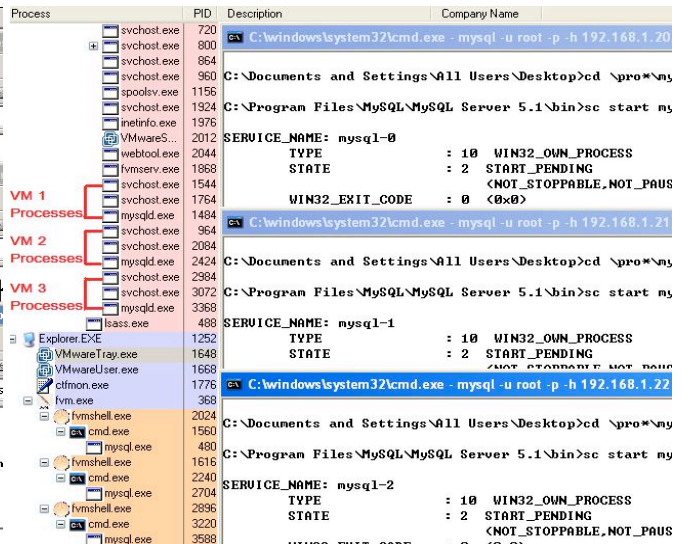 Process PID Description Company Name
svchost.exe 720
svchost.exe 800
svchost.exe 864
svchost.exe 960
spoolsv.exe 1156
svchost.exe 1924
inetinfo.exe 1976
VMwareS... 2012
webtool.exe 2044
fvmserv.exe 1868
VM 1
Processes
svchost.exe 1544
svchost.exe 1764
mysqld.exe 1484
VM 2
Processes
svchost.exe 964
svchost.exe 2084
mysqld.exe 2424
VM 3
Processes
svchost.exe 2984
svchost.exe 3072
mysqld.exe 3368
lsass.exe 488
Explorer.EXE 1252
VMwareTray.exe 1648
VMwareUser.exe 1668
ctfmon.exe 1776
fvm.exe 368
fvmshell.exe 2024
cmd.exe 1560
mysql.exe 480
fvmshell.exe 1616
cmd.exe 2240
mysql.exe 2704
fvmshell.exe 2896
cmd.exe 3220
mysql.exe 3588
C:\windows\system32\cmd.exe - mysql -u root -p -h 192.168.1.20
C:\Documents and Settings\All Users\Desktop>cd \pro*\my
C:\Program Files\MySQL\MySQL Server 5.1\bin>sc start my
SERVICE_NAME: mysql-0
TYPE : 10 WIN32_OWN_PROCESS
STATE : 2 START_PENDING
(NOT_STOPPABLE,NOT_PAUS
WIN32_EXIT_CODE : 0 (0x0)
C:\windows\system32\cmd.exe - mysql -u root -p -h 192.168.1.21
C:\Documents and Settings\All Users\Desktop>cd \pro*\my
C:\Program Files\MySQL\MySQL Server 5.1\bin>sc start my
SERVICE_NAME: mysql-1
TYPE : 10 WIN32_OWN_PROCESS
STATE : 2 START_PENDING
(NOT_STOPPABLE,NOT_PAUS
C:\windows\system32\cmd.exe - mysql -u root -p -h 192.168.1.22
C:\Documents and Settings\All Users\Desktop>cd \pro*\my
C:\Program Files\MySQL\MySQL Server 5.1\bin>sc start my
SERVICE_NAME: mysql-2
TYPE : 10 WIN32_OWN_PROCESS
STATE : 2 START_PENDING
(NOT_STOPPABLE,NOT_PAUS